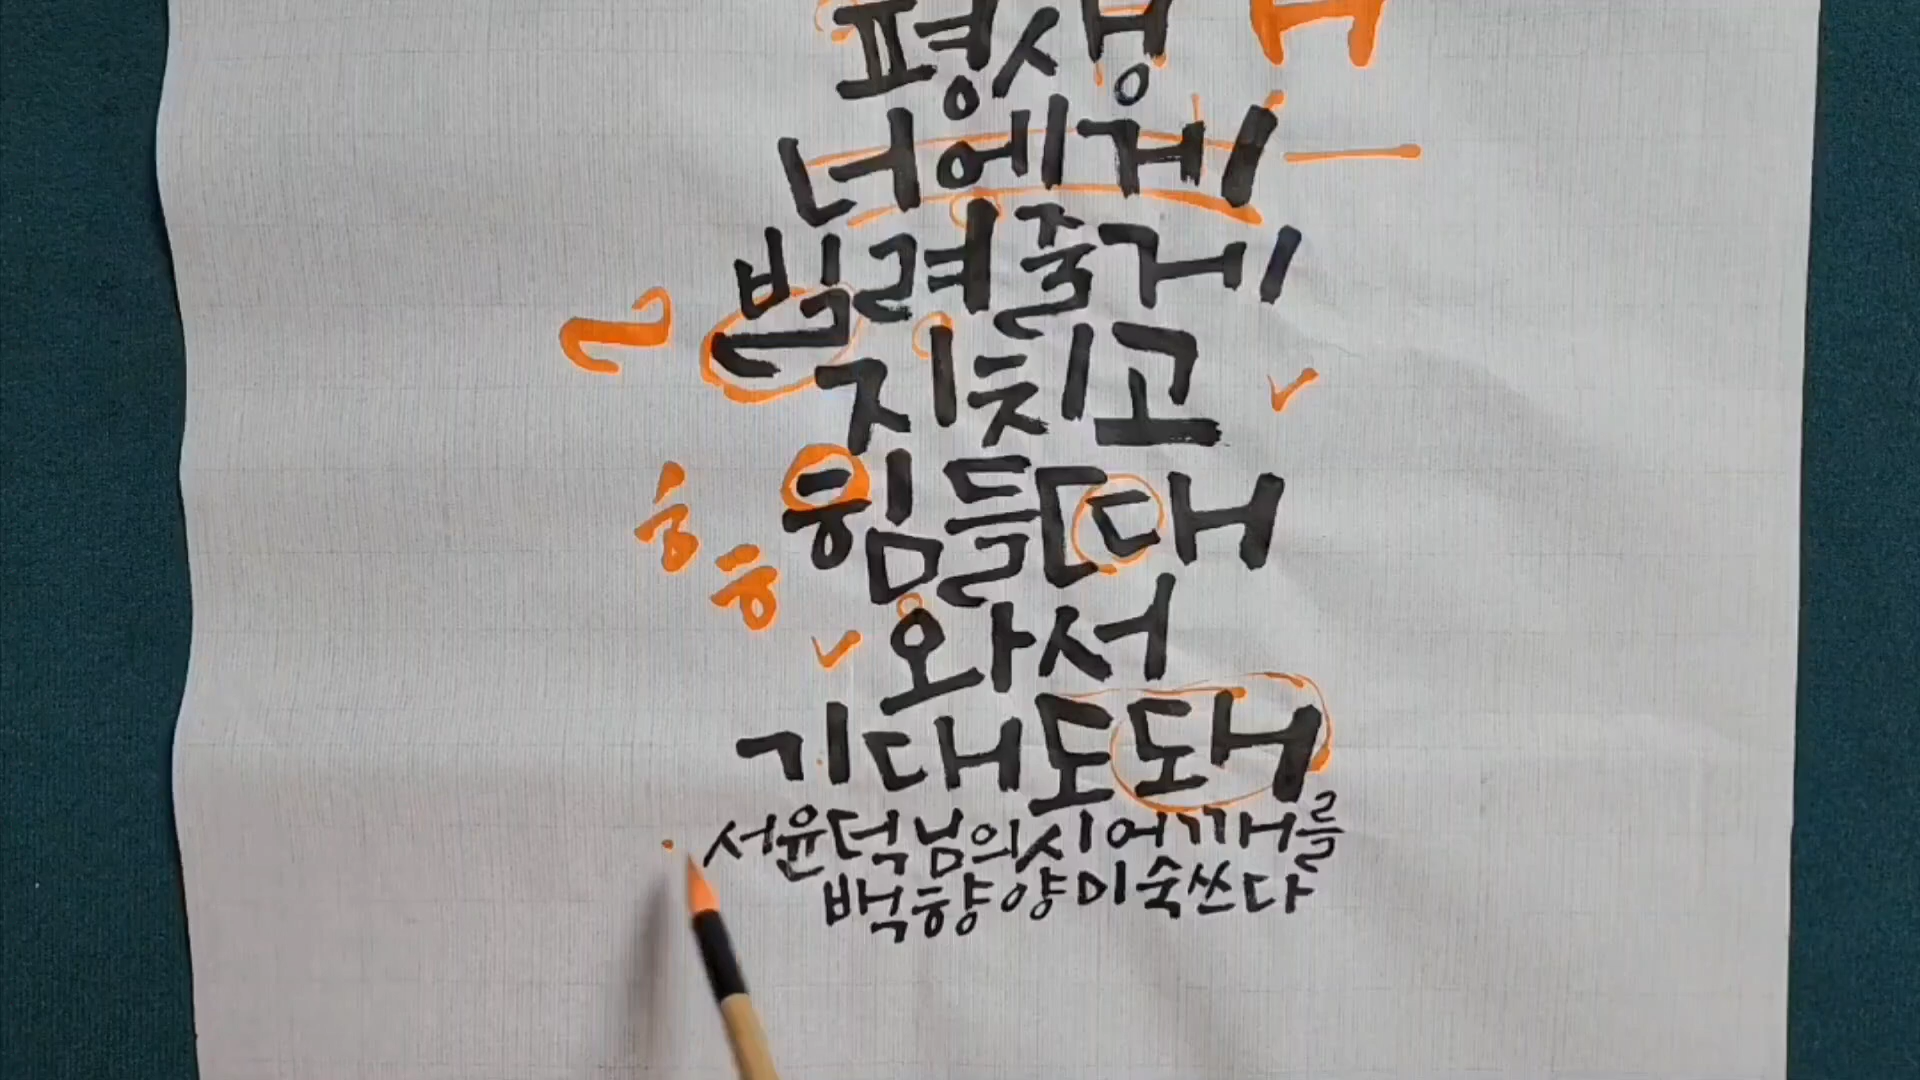 평생
너에게
빌려줄게
지치고
힘들때
와서
기대도돼
서윤덕님의시어깨를
백향양미숙쓰다